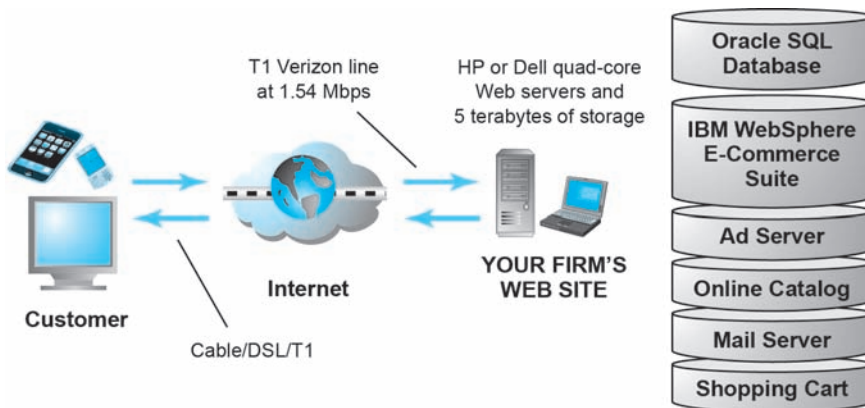 T1 Verizon line
at 1.54 Mbps
HP or Dell quad-core
Web servers and
5 terabytes of storage
Customer
Internet
YOUR FIRM'S
WEB SITE
Cable/DSL/T1
Oracle SQL
Database
IBM WebSphere
E-Commerce
Suite
Ad Server
Online Catalog
Mail Server
Shopping Cart